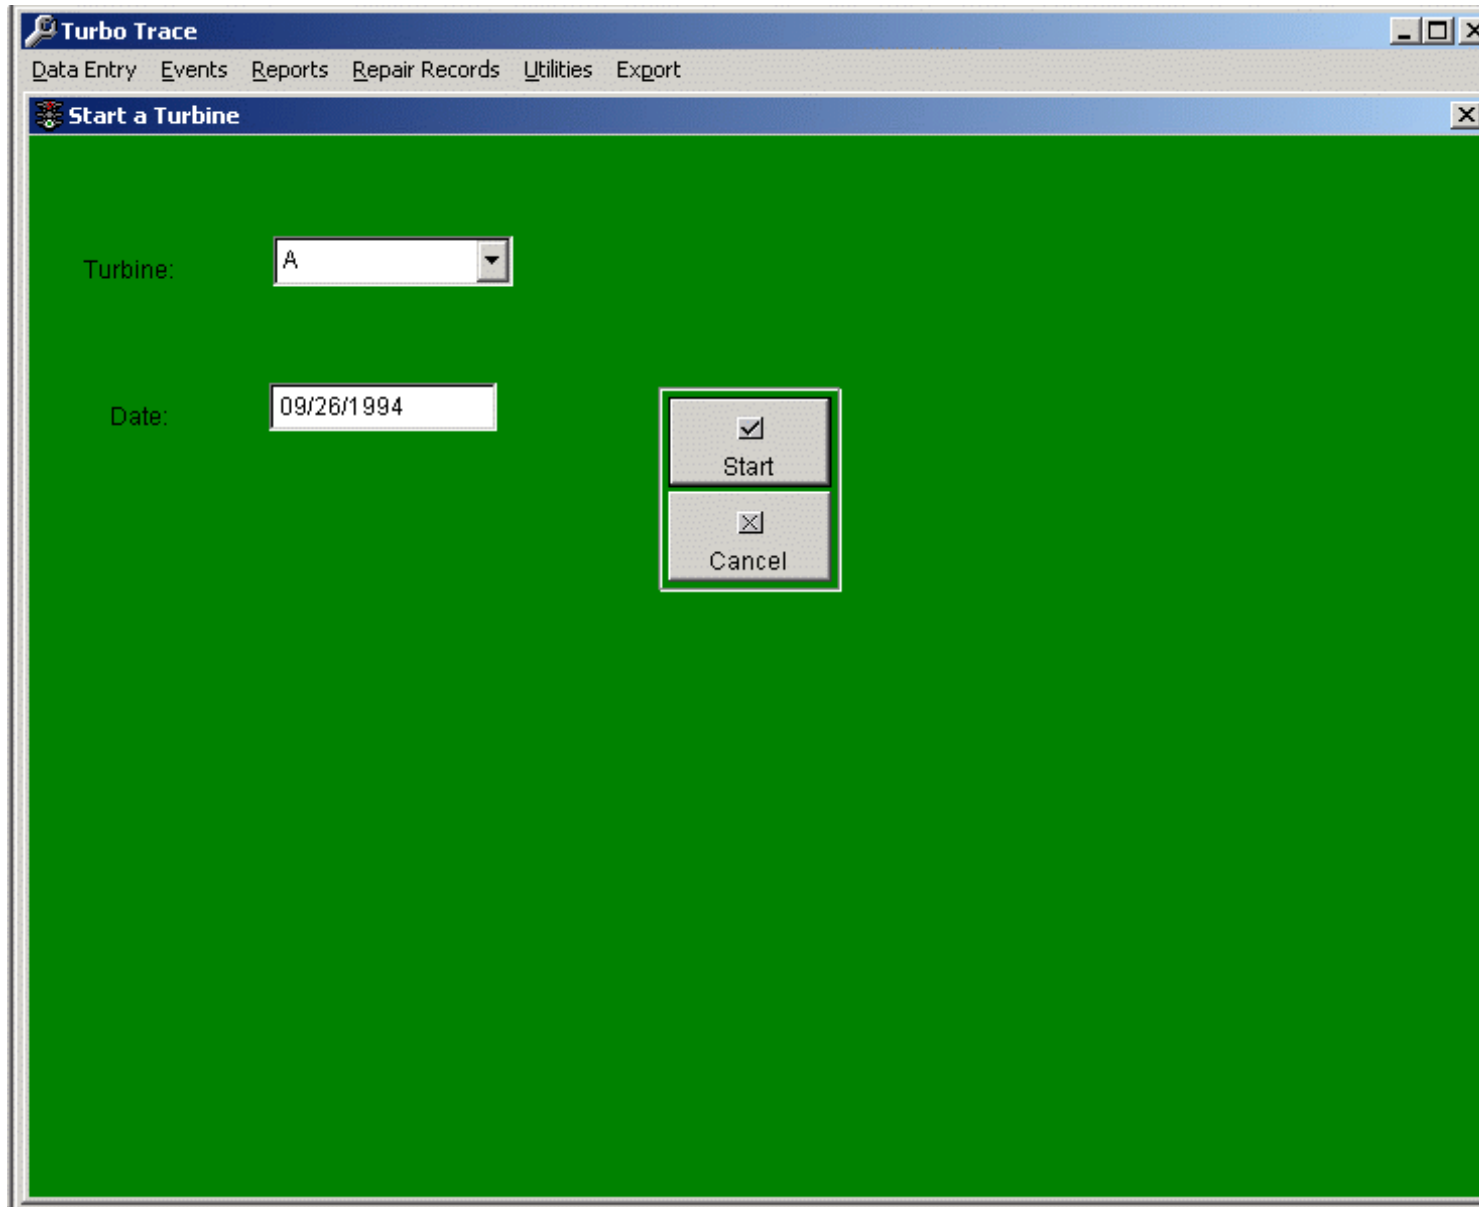 Turbo Trace
Data Entry Events Reports Repair Records Utilities Export
Start a Turbine
Turbine: A
Date: 09/26/1994
Start
Cancel